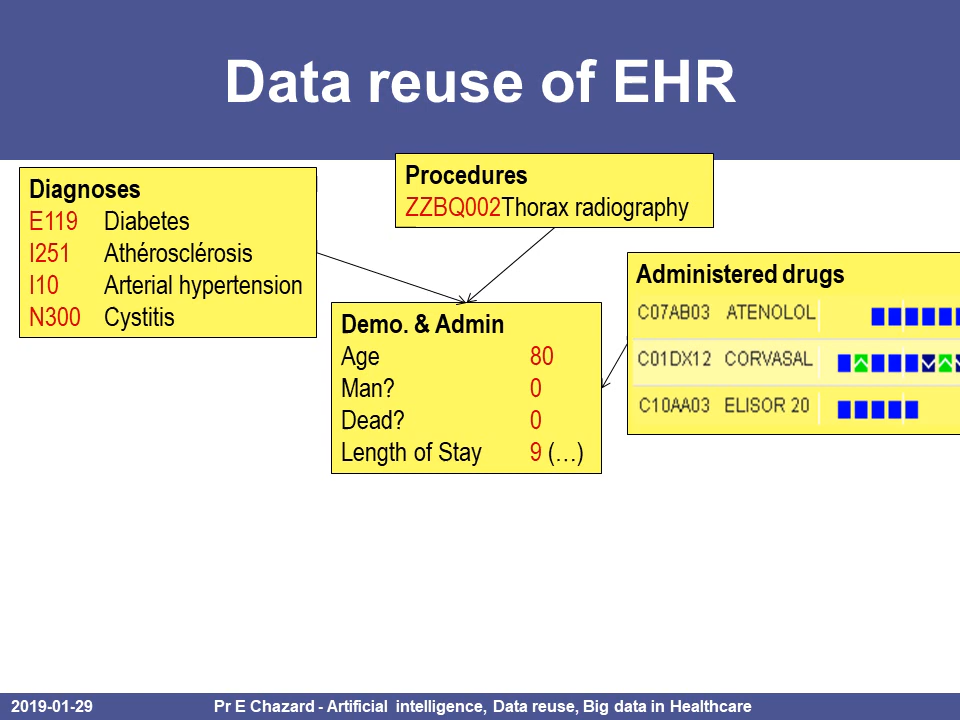 Data reuse of EHR
Diagnoses
E119 Diabetes
I251 Athérosclérosis
I10 Arterial hypertension
N300 Cystitis
Procedures
ZZBQ002Thorax radiography
Administered drugs
C07AB03 ATENOLOL
C01DX12 CORVASAL
C10AA03 ELISOR 20
Demo. & Admin
Age 80
Man? 0
Dead? 0
Length of Stay 9 (…)
2019-01-29 Pr E Chazard - Artificial intelligence, Data reuse, Big data in Healthcare